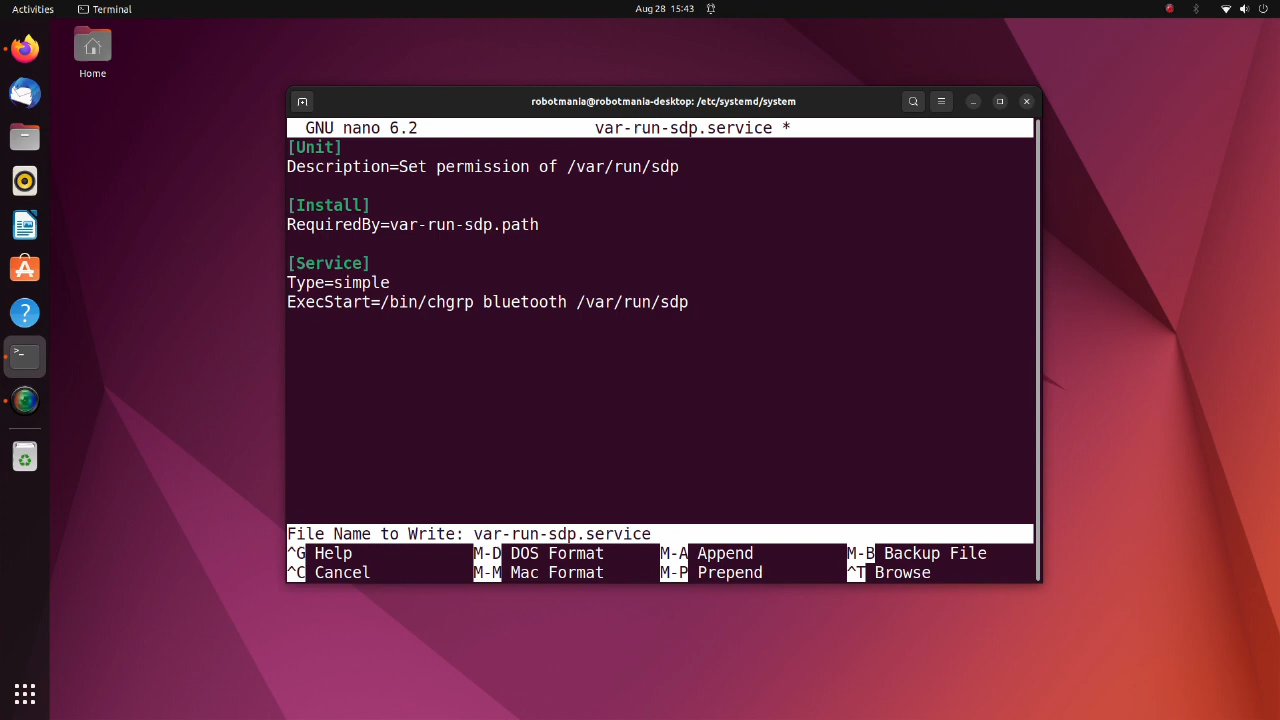 Activities
Terminal
Aug 28 15:43
Home
robotmania@robotmania-desktop: /etc/systemd/system
GNU nano 6.2 var-run-sdp.service *
[Unit]
Description=Set permission of /var/run/sdp
[Install]
RequiredBy=var-run-sdp.path
[Service]
Type=simple
ExecStart=/bin/chgrp bluetooth /var/run/sdp
File Name to Write: var-run-sdp.service
^G Help M-D DOS Format M-A Append M-B Backup File
^C Cancel M-M Mac Format M-P Prepend ^T Browse